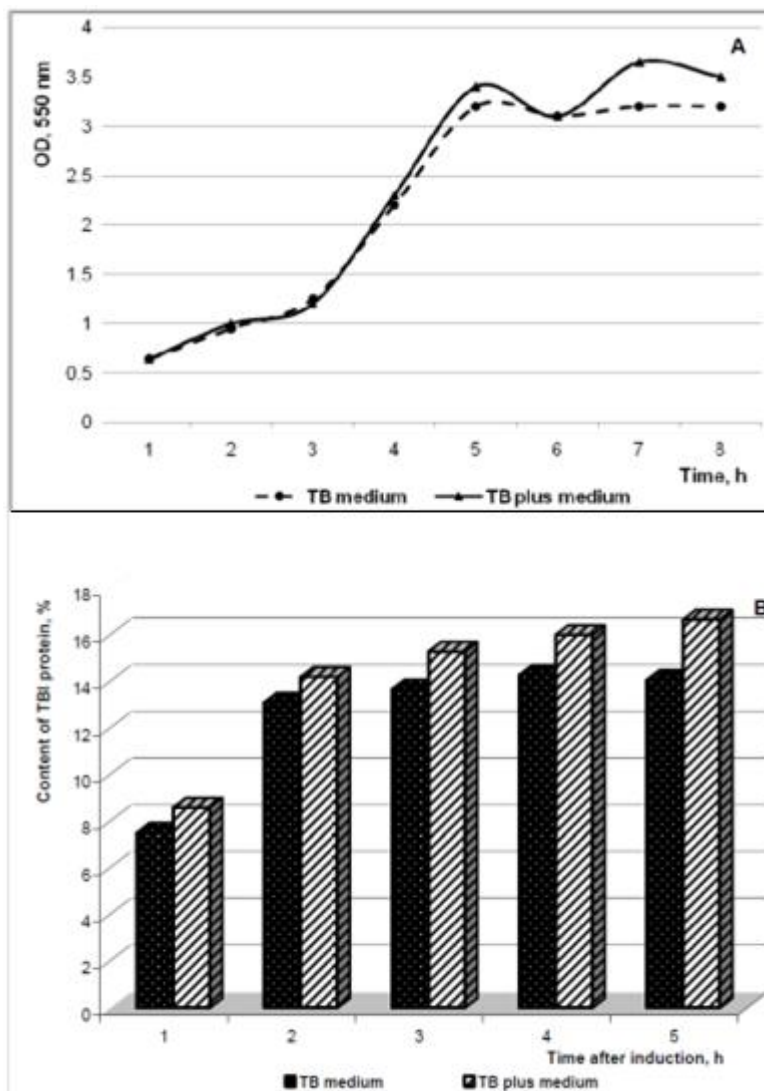 A
OD, 550 nm
4
3.5
3
2.5
2
1.5
1
0.5
0
1 2 3 4 5 6 7 8
Time, h
TB medium TB plus medium
B
Content of TBI protein, %
18
16
14
12
10
8
6
4
2
0
1 2 3 4 5
Time after induction, h
TB medium TB plus medium